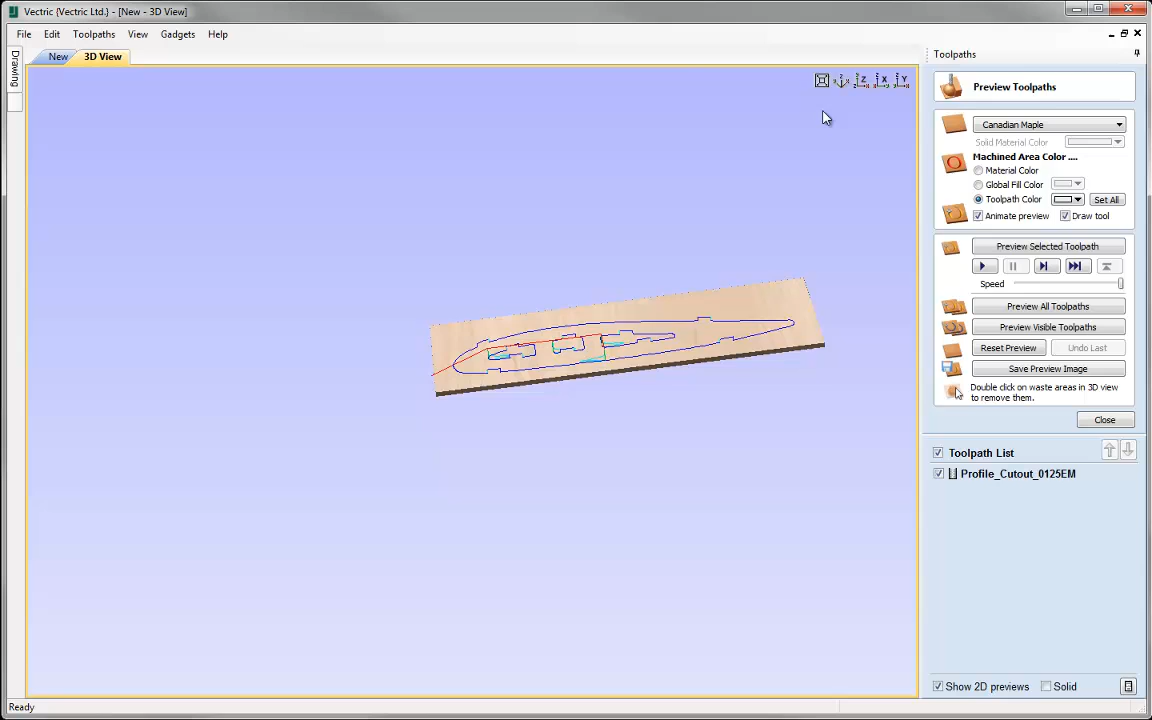 Vectric {Vectric Ltd.} - [New - 3D View]
File Edit Toolpaths View Gadgets Help
New 3D View
Drawing
Toolpaths
Preview Toolpaths
Canadian Maple
Solid Material Color
Machined Area Color ....
Material Color
Global Fill Color
Toolpath Color Set All
Animate preview Draw tool
Preview Selected Toolpath
Speed
Preview All Toolpaths
Preview Visible Toolpaths
Reset Preview Undo Last
Save Preview Image
Double click on waste areas in 3D view
to remove them.
Close
Toolpath List
Profile_Cutout_0125EM
Show 2D previews Solid
Ready